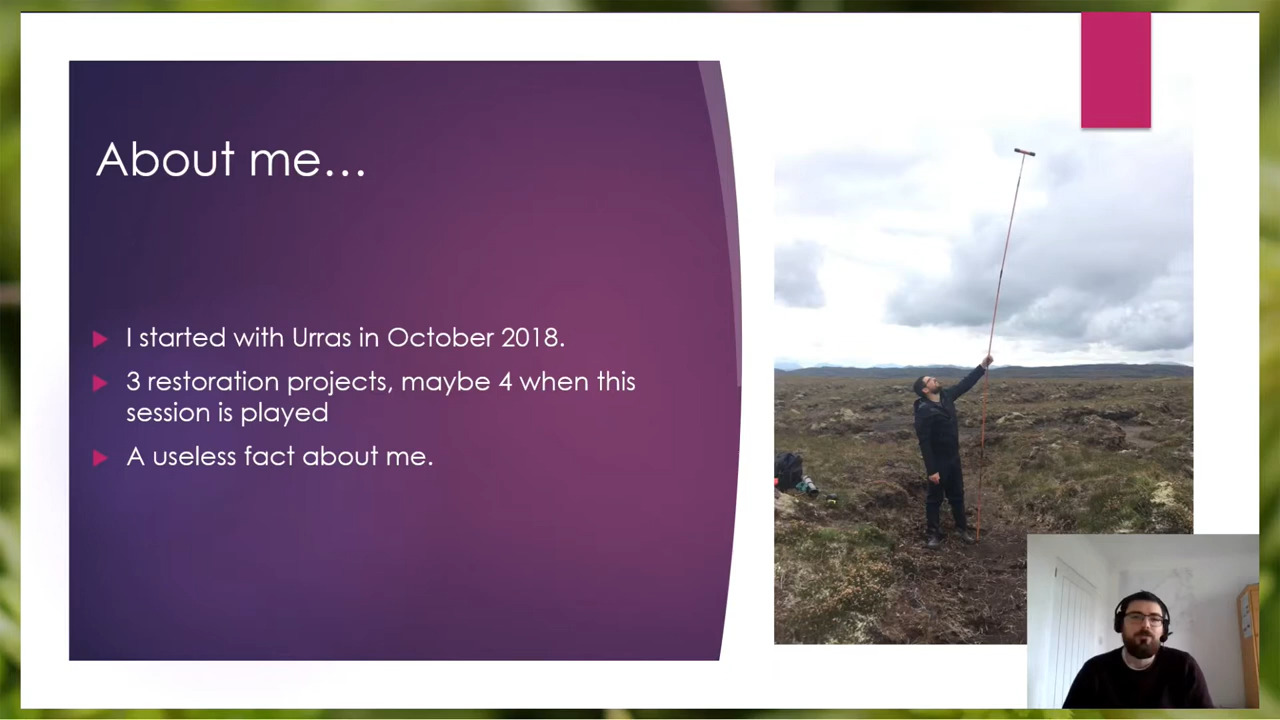 About me…
I started with Urras in October 2018.
3 restoration projects, maybe 4 when this
session is played
A useless fact about me.